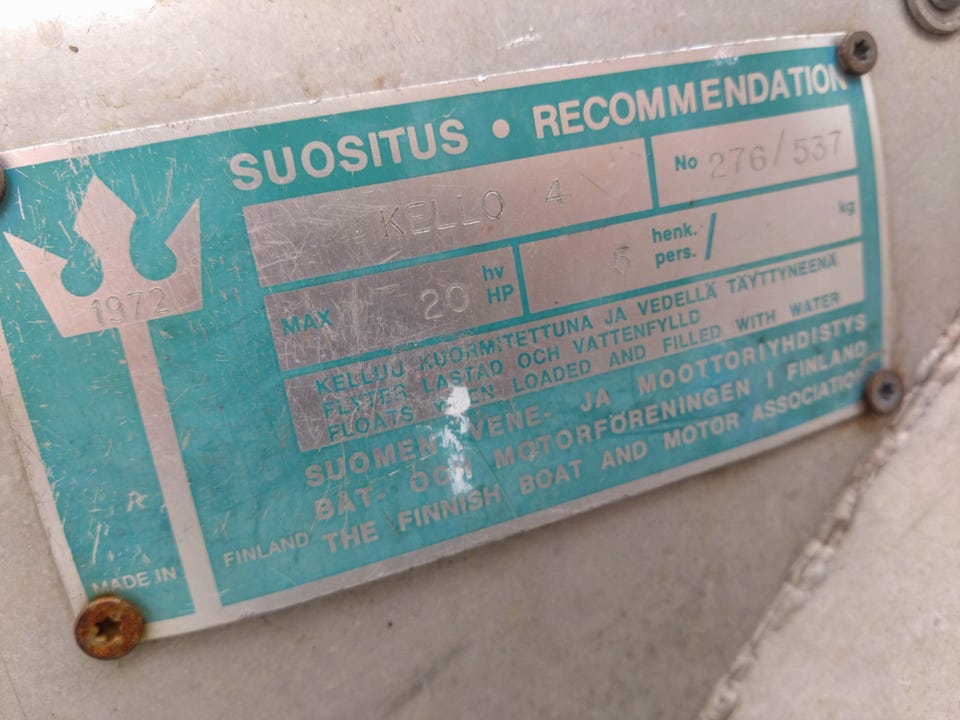 SUOSITUS • RECOMMENDATION
KELLO 4
No 276/537
MAX 20 hv HP
5 henk. pers. / kg
1972
KELLUU KUORMITETTUNA JA VEDELLÄ TÄYTTYNEENÄ
FLYTER LASTAD OCH VATTENFYLLD
FLOATS WHEN LOADED AND FILLED WITH WATER
SUOMEN VENE- JA MOOTTORIYHDISTYS
BÅT- OCH MOTORFÖRENINGEN I FINLAND
THE FINNISH BOAT AND MOTOR ASSOCIATION
MADE IN FINLAND